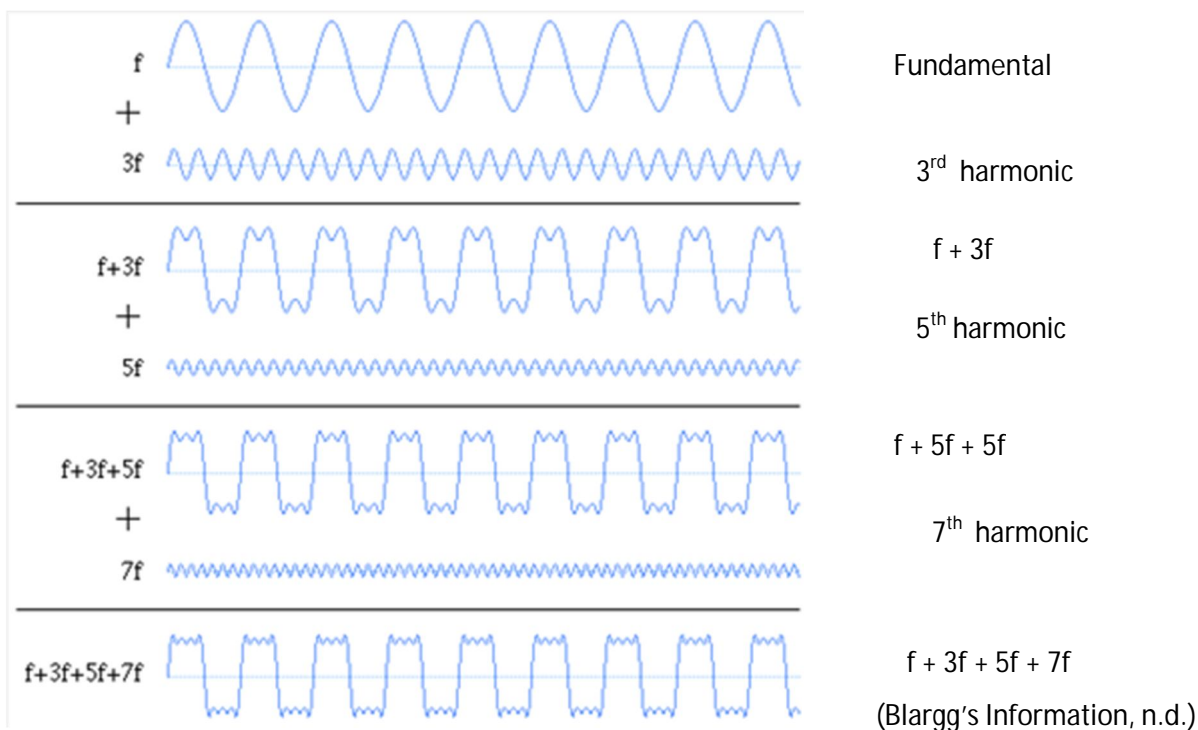 f
Fundamental
+
3f
3rd harmonic
f+3f
f + 3f
+
5th harmonic
5f
f+3f+5f
f + 5f + 5f
+
7th harmonic
7f
f+3f+5f+7f
f + 3f + 5f + 7f
(Blargg's Information, n.d.)